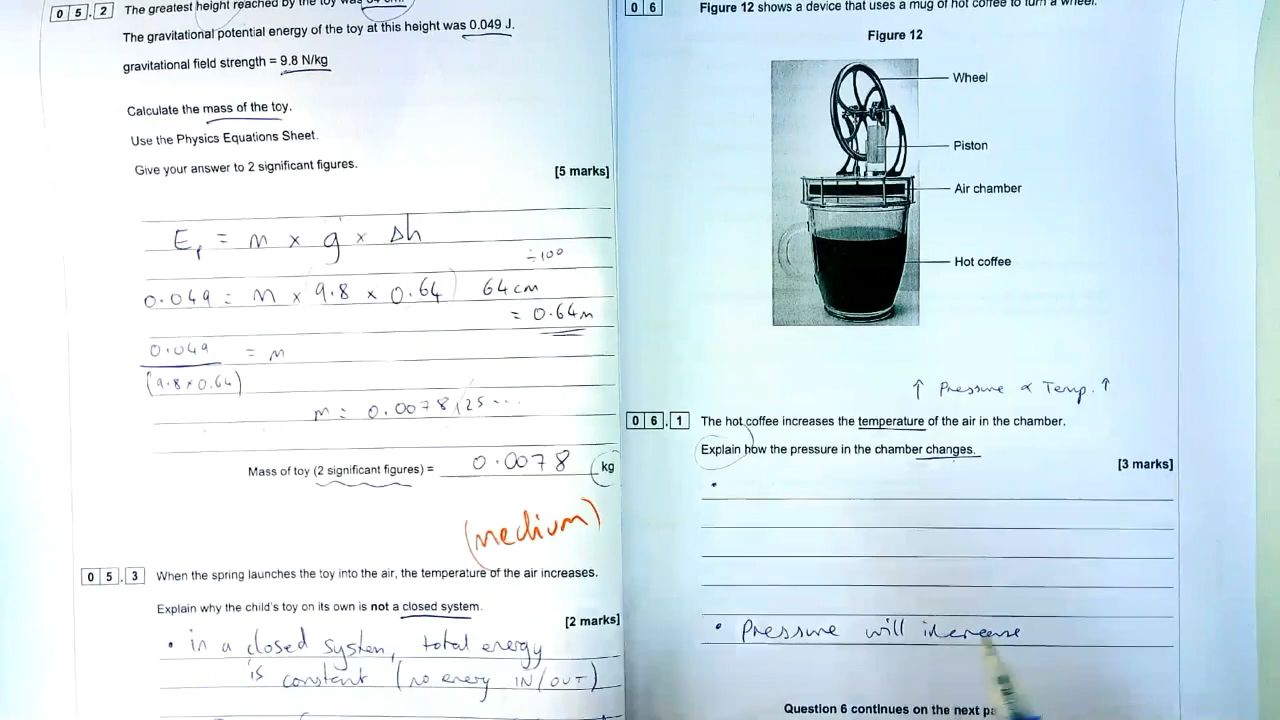 0 5 . 2 The greatest height reached by the toy was 64 cm.
The gravitational potential energy of the toy at this height was 0.049 J.
gravitational field strength = 9.8 N/kg
Calculate the mass of the toy.
Use the Physics Equations Sheet.
Give your answer to 2 significant figures.
[5 marks]
Ep = m × g × Δh
÷100
0.049 = m × 9.8 × 0.64 64cm
= 0.64m
0.049 = m
(9.8×0.64)
m = 0.0078125...
Mass of toy (2 significant figures) = 0.0078 kg
(medium)
0 5 . 3 When the spring launches the toy into the air, the temperature of the air increases.
Explain why the child's toy on its own is not a closed system.
[2 marks]
• in a closed system, total energy
is constant (no enery IN/OUT)
0 6 Figure 12 shows a device that uses a mug of hot coffee to turn a wheel.
Figure 12
Wheel
Piston
Air chamber
Hot coffee
↑ Pressure ∝ Temp. ↑
0 6 . 1 The hot coffee increases the temperature of the air in the chamber.
Explain how the pressure in the chamber changes.
[3 marks]
•
• Pressure will icrease
Question 6 continues on the next pa